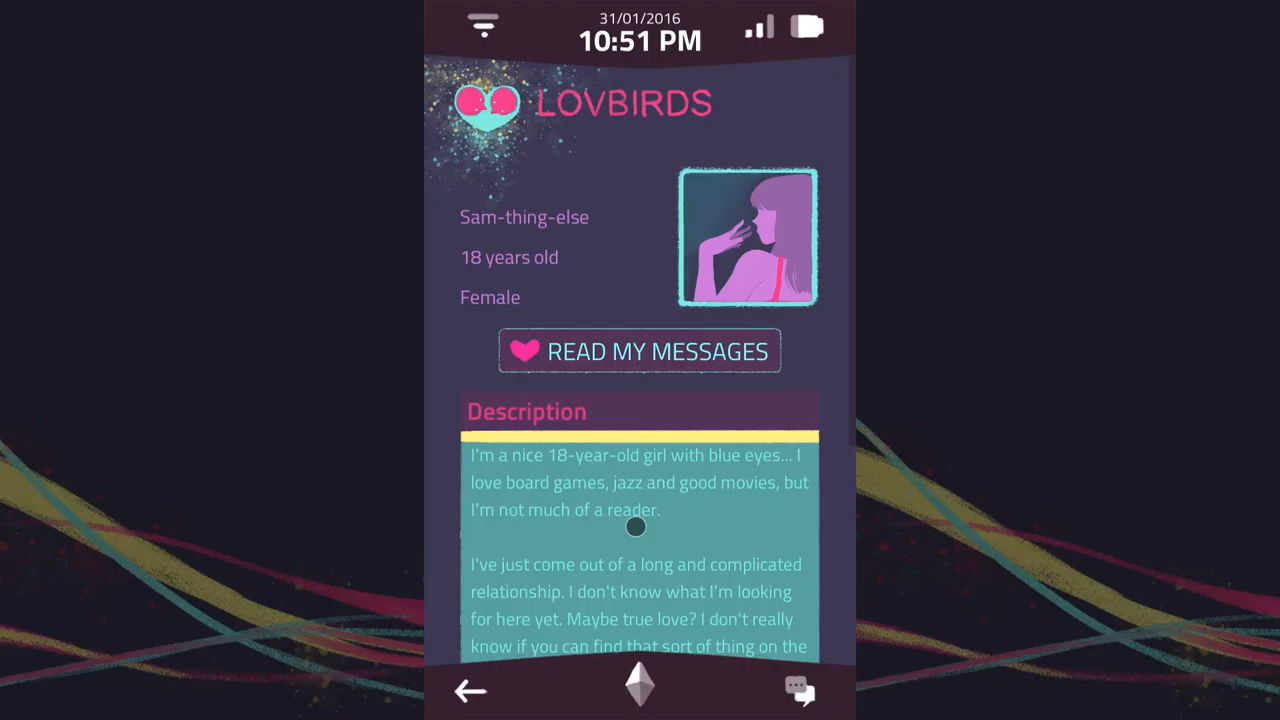 31/01/2016
10:51 PM
LOVBIRDS
Sam-thing-else
18 years old
Female
READ MY MESSAGES
Description
I'm a nice 18-year-old girl with blue eyes... I
love board games, jazz and good movies, but
I'm not much of a reader.
I've just come out of a long and complicated
relationship. I don't know what I'm looking
for here yet. Maybe true love? I don't really
know if you can find that sort of thing on the